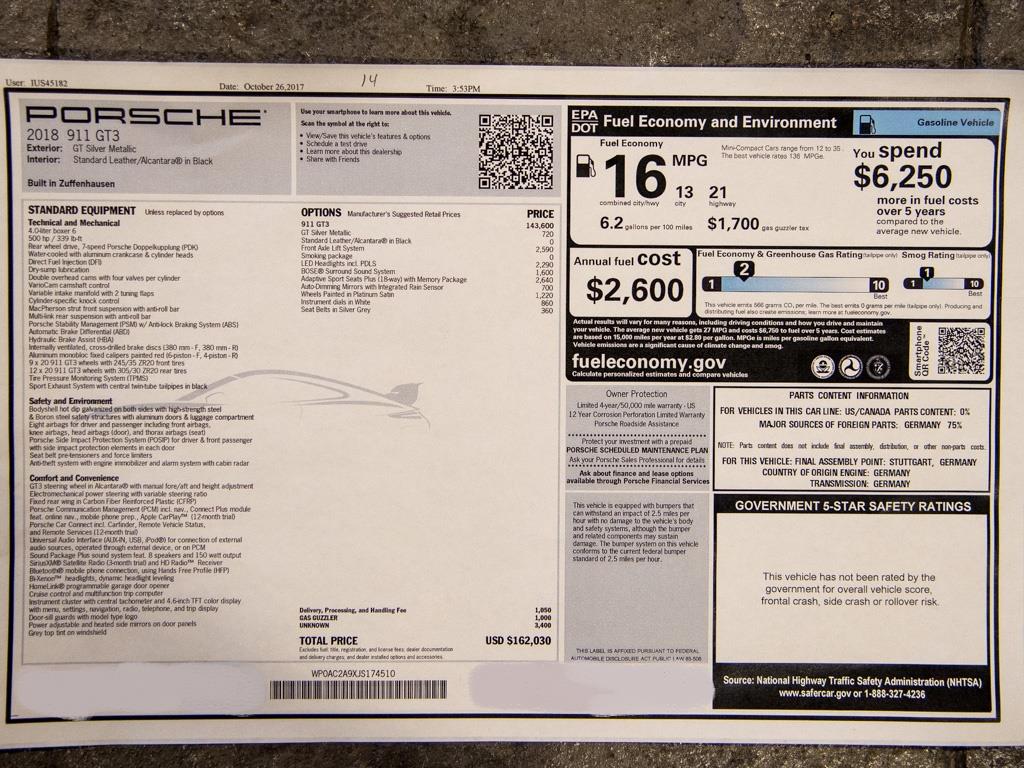 User: IUS45182
Date: October 26,2017
14
Time: 3:53PM
PORSCHE
2018 911 GT3
Exterior: GT Silver Metallic
Interior: Standard Leather/Alcantara® in Black
Built in Zuffenhausen
Use your smartphone to learn more about this vehicle.
Scan the symbol at the right to:
• View/Save this vehicle's features & options
• Schedule a test drive
• Learn more about this dealership
• Share with Friends
STANDARD EQUIPMENT Unless replaced by options
Technical and Mechanical
4.0-liter boxer 6
500 hp / 339 lb-ft
Rear wheel drive, 7-speed Porsche Doppelkupplung (PDK)
Water-cooled with aluminum crankcase & cylinder heads
Direct Fuel Injection (DFI)
Dry-sump lubrication
Double overhead cams with four valves per cylinder
VarioCam camshaft control
Variable intake manifold with 2 tuning flaps
Cylinder-specific knock control
MacPherson strut front suspension with anti-roll bar
Multi-link rear suspension with anti-roll bar
Porsche Stability Management (PSM) w/ Anti-lock Braking System (ABS)
Automatic Brake Differential (ABD)
Hydraulic Brake Assist (HBA)
Internally ventilated, cross-drilled brake discs (380 mm - F, 380 mm - R)
Aluminum monobloc fixed calipers painted red (6-piston - F, 4-piston - R)
9 x 20 911 GT3 wheels with 245/35 ZR20 front tires
12 x 20 911 GT3 wheels with 305/30 ZR20 rear tires
Tire Pressure Monitoring System (TPMS)
Sport Exhaust System with central twin-tube tailpipes in black
Safety and Environment
Bodyshell hot dip galvanized on both sides with high-strength steel
& Boron steel safety structures with aluminum doors & luggage compartment
Eight airbags for driver and passenger including front airbags,
knee airbags, head airbags (door), and thorax airbags (seat)
Porsche Side Impact Protection System (POSIP) for driver & front passenger
with side impact protection elements in each door
Seat belt pre-tensioners and force limiters
Anti-theft system with engine immobilizer and alarm system with cabin radar
Comfort and Convenience
GT3 steering wheel in Alcantara® with manual fore/aft and height adjustment
Electromechanical power steering with variable steering ratio
Fixed rear wing in Carbon Fiber Reinforced Plastic (CFRP)
Porsche Communication Management (PCM) incl. nav., Connect Plus module
feat. online nav., mobile phone prep., Apple CarPlay™ (12-month trial)
Porsche Car Connect incl. Carfinder, Remote Vehicle Status,
and Remote Services (12-month trial)
Universal Audio Interface (AUX-IN, USB, iPod®) for connection of external
audio sources, operated through external device, or on PCM
Sound Package Plus sound system feat. 8 speakers and 150 watt output
SiriusXM® Satellite Radio (3-month trial) and HD Radio™ Receiver
Bluetooth® mobile phone connection, using Hands Free Profile (HFP)
Bi-Xenon™ headlights, dynamic headlight leveling
HomeLink® programmable garage door opener
Cruise control and multifunction trip computer
Instrument cluster with central tachometer and 4.6-inch TFT color display
with menu, settings, navigation, radio, telephone, and trip display
Door-sill guards with model type logo
Power adjustable and heated side mirrors on door panels
Grey top tint on windshield
OPTIONS Manufacturer's Suggested Retail Prices PRICE
911 GT3 143,600
GT Silver Metallic 720
Standard Leather/Alcantara® in Black 0
Front Axle Lift System 2,590
Smoking package 0
LED Headlights incl. PDLS 2,290
BOSE® Surround Sound System 1,600
Adaptive Sport Seats Plus (18-way) with Memory Package 2,640
Auto-Dimming Mirrors with Integrated Rain Sensor 700
Wheels Painted in Platinum Satin 1,220
Instrument dials in White 860
Seat Belts in Silver Grey 360
Delivery, Processing, and Handling Fee 1,050
GAS GUZZLER 1,000
UNKNOWN 3,400
TOTAL PRICE USD $162,030
Excludes fuel, title, registration, and license fees, dealer documentation
and delivery charges, and dealer installed options and accessories.
WP0AC2A9XJS174510
EPA
DOT
Fuel Economy and Environment
Gasoline Vehicle
Fuel Economy
16 MPG
combined city/hwy
13
city
21
highway
6.2 gallons per 100 miles
$1,700 gas guzzler tax
Mini-Compact Cars range from 12 to 35 .
The best vehicle rates 136 MPGe.
You spend
$6,250
more in fuel costs
over 5 years
compared to the
average new vehicle.
Annual fuel cost
$2,600
Fuel Economy & Greenhouse Gas Rating (tailpipe only)
2
1 10
Best
Smog Rating (tailpipe only)
1
1 10
Best
This vehicle emits 566 grams CO₂ per mile. The best emits 0 grams per mile (tailpipe only). Producing and
distributing fuel also create emissions; learn more at fueleconomy.gov.
Actual results will vary for many reasons, including driving conditions and how you drive and maintain
your vehicle. The average new vehicle gets 27 MPG and costs $6,750 to fuel over 5 years. Cost estimates
are based on 15,000 miles per year at $2.80 per gallon. MPGe is miles per gasoline gallon equivalent.
Vehicle emissions are a significant cause of climate change and smog.
fueleconomy.gov
Calculate personalized estimates and compare vehicles
Smartphone
QR Code™
Owner Protection
Limited 4-year/50,000 mile warranty - US
12 Year Corrosion Perforation Limited Warranty
Porsche Roadside Assistance
Protect your investment with a prepaid
PORSCHE SCHEDULED MAINTENANCE PLAN
Ask your Porsche Sales Professional for details
Ask about finance and lease options
available through Porsche Financial Services
This vehicle is equipped with bumpers that
can withstand an impact of 2.5 miles per
hour with no damage to the vehicle's body
and safety systems, although the bumper
and related components may sustain
damage. The bumper system on this vehicle
conforms to the current federal bumper
standard of 2.5 miles per hour.
THIS LABEL IS AFFIXED PURSUANT TO FEDERAL
AUTOMOBILE DISCLOSURE ACT PUBLIC LAW 85-506
PARTS CONTENT INFORMATION
FOR VEHICLES IN THIS CAR LINE: US/CANADA PARTS CONTENT: 0%
MAJOR SOURCES OF FOREIGN PARTS: GERMANY 75%
NOTE: Parts content does not include final assembly, distribution, or other non-parts costs.
FOR THIS VEHICLE: FINAL ASSEMBLY POINT: STUTTGART, GERMANY
COUNTRY OF ORIGIN ENGINE: GERMANY
TRANSMISSION: GERMANY
GOVERNMENT 5-STAR SAFETY RATINGS
This vehicle has not been rated by the
government for overall vehicle score,
frontal crash, side crash or rollover risk.
Source: National Highway Traffic Safety Administration (NHTSA)
www.safercar.gov or 1-888-327-4236